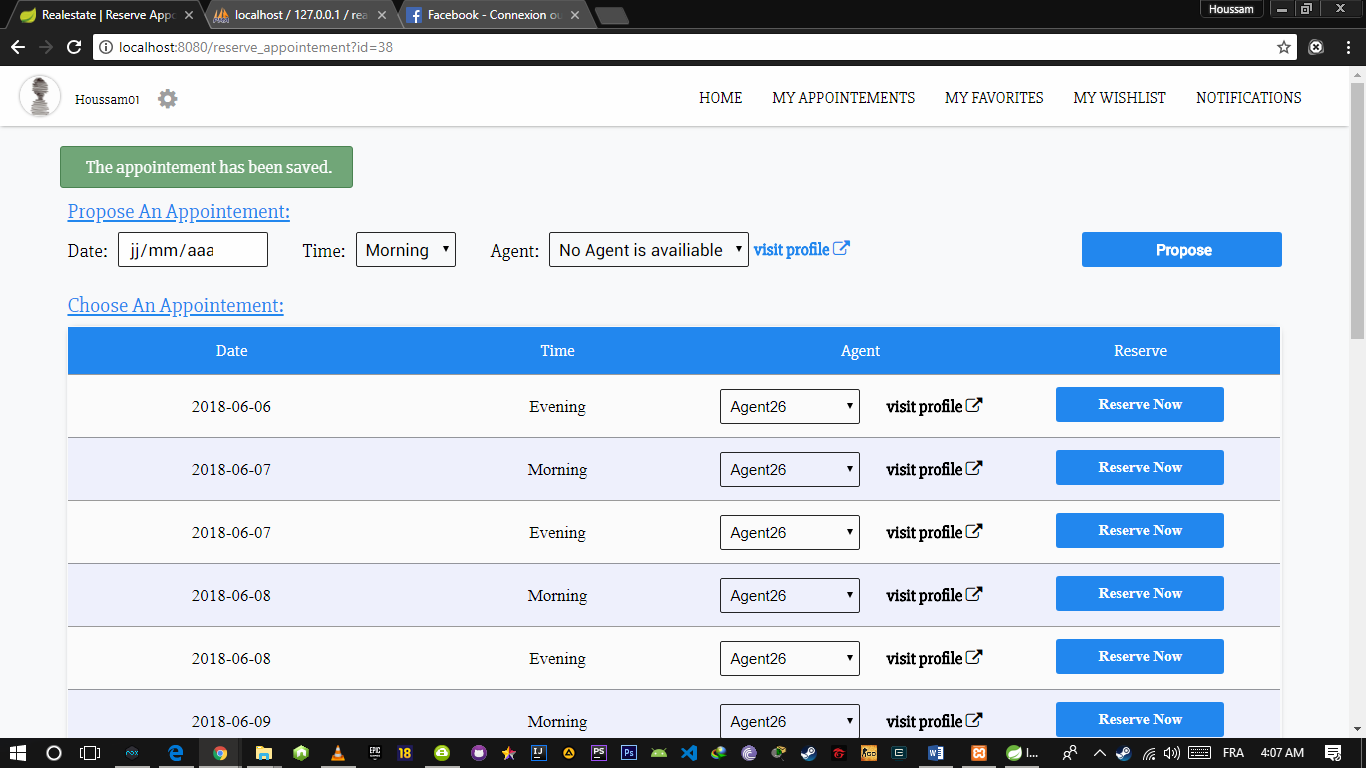 Realestate | Reserve Appo
localhost / 127.0.0.1 / rea
Facebook - Connexion ou
Houssam
localhost:8080/reserve_appointement?id=38
Houssam01
HOME MY APPOINTEMENTS MY FAVORITES MY WISHLIST NOTIFICATIONS
The appointement has been saved.
Propose An Appointement:
Date: jj/mm/aaa Time: Morning Agent: No Agent is availiable visit profile Propose
Choose An Appointement:
Date Time Agent Reserve
2018-06-06 Evening Agent26 visit profile Reserve Now
2018-06-07 Morning Agent26 visit profile Reserve Now
2018-06-07 Evening Agent26 visit profile Reserve Now
2018-06-08 Morning Agent26 visit profile Reserve Now
2018-06-08 Evening Agent26 visit profile Reserve Now
2018-06-09 Morning Agent26 visit profile Reserve Now
EPIC 18 IJ PS Ps GO W I... FRA 4:07 AM